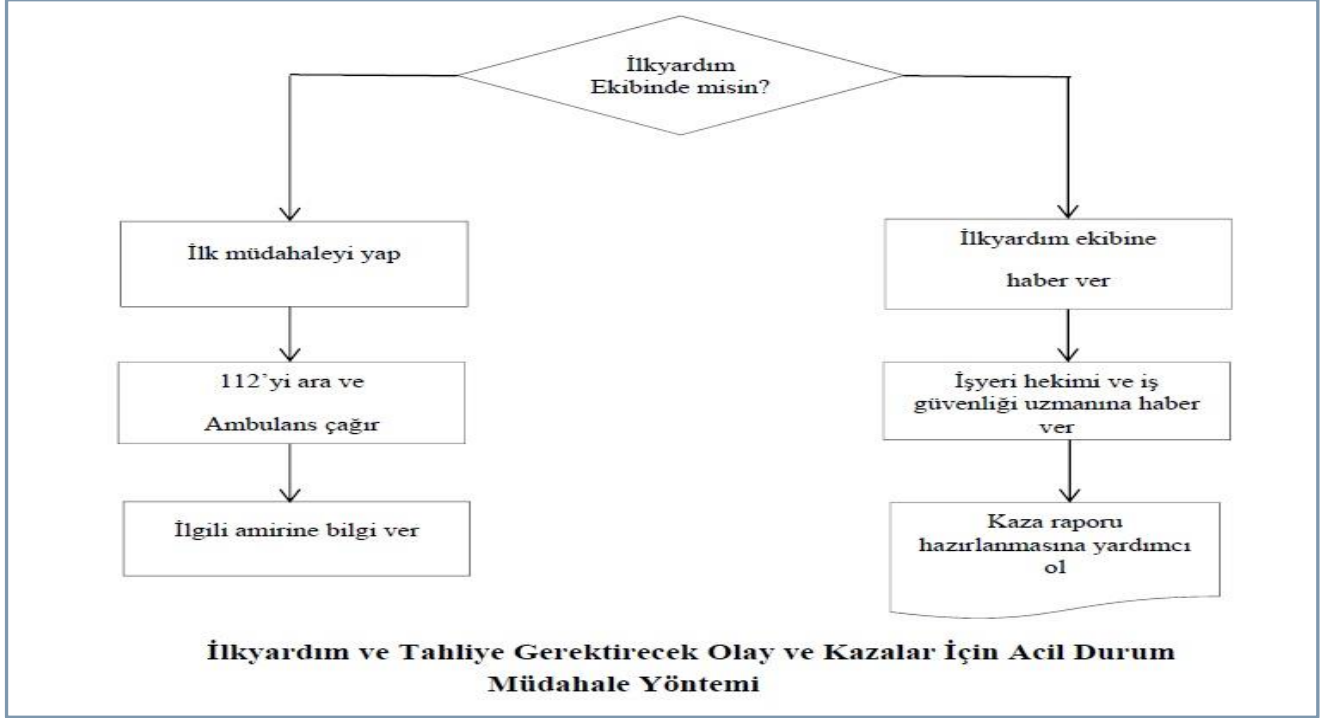 İlkyardım
Ekibinde misin?
İlk müdahaleyi yap
112’yi ara ve
Ambulans çağır
İlgili amirine bilgi ver
İlkyardım ekibine
haber ver
İşyeri hekimi ve iş
güvenliği uzmanına haber
ver
Kaza raporu
hazırlanmasına yardımcı
ol
İlkyardım ve Tahliye Gerektirecek Olay ve Kazalar İçin Acil Durum
Müdahale Yöntemi